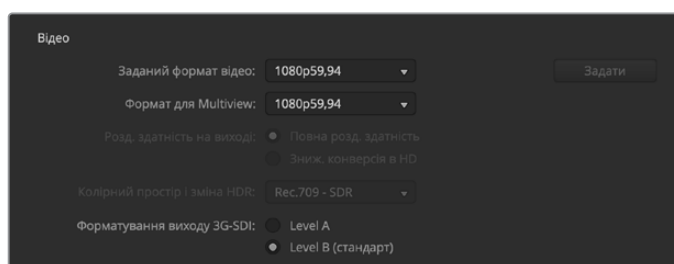 Відео
Заданий формат відео: 1080p59,94 Задати
Формат для Multiview: 1080p59,94
Розд. здатність на виході: Повна розд. здатність
Зниж. конверсія в HD
Колірний простір і зміна HDR: Rec.709 - SDR
Форматування виходу 3G-SDI: Level A
Level B (стандарт)